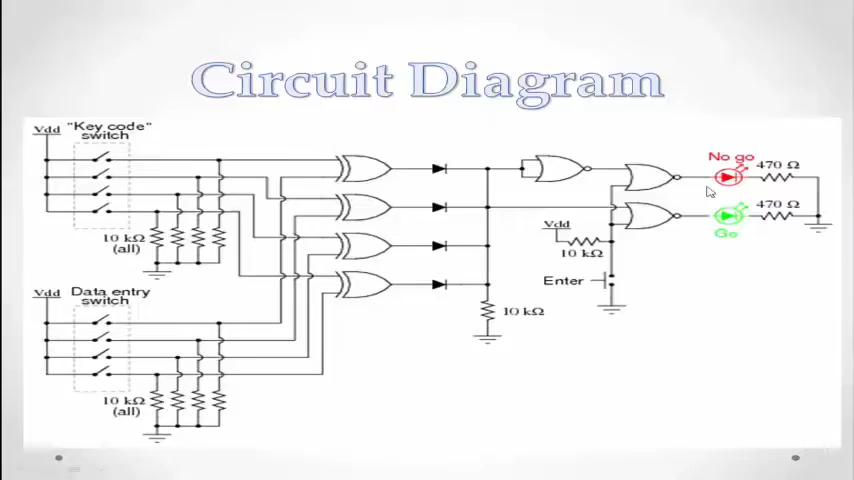 Circuit Diagram
Vdd
"Key code"
switch
10 kΩ
(all)
Vdd
Data entry
switch
10 kΩ
(all)
10 kΩ
Vdd
10 kΩ
Enter
No go
470 Ω
470 Ω
Go